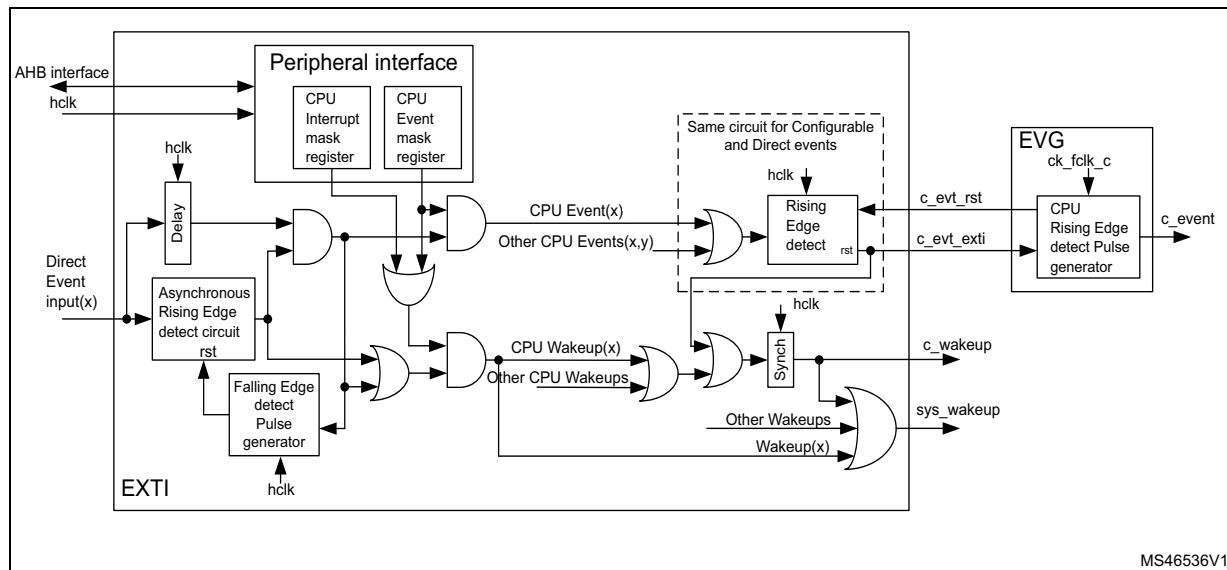 AHB interface
hclk
Peripheral interface
CPU
Interrupt
mask
register
CPU
Event
mask
register
Same circuit for Configurable
and Direct events
EVG
ck_fclk_c
hclk
hclk
Delay
CPU Event(x)
Other CPU Events(x,y)
Rising
Edge
detect
rst
c_evt_rst
c_evt_exti
CPU
Rising Edge
detect Pulse
generator
c_event
Direct
Event
input(x)
Asynchronous
Rising Edge
detect circuit
rst
Falling Edge
detect
Pulse
generator
hclk
CPU Wakeup(x)
Other CPU Wakeups
hclk
Synch
c_wakeup
Other Wakeups
Wakeup(x)
sys_wakeup
EXTI
MS46536V1